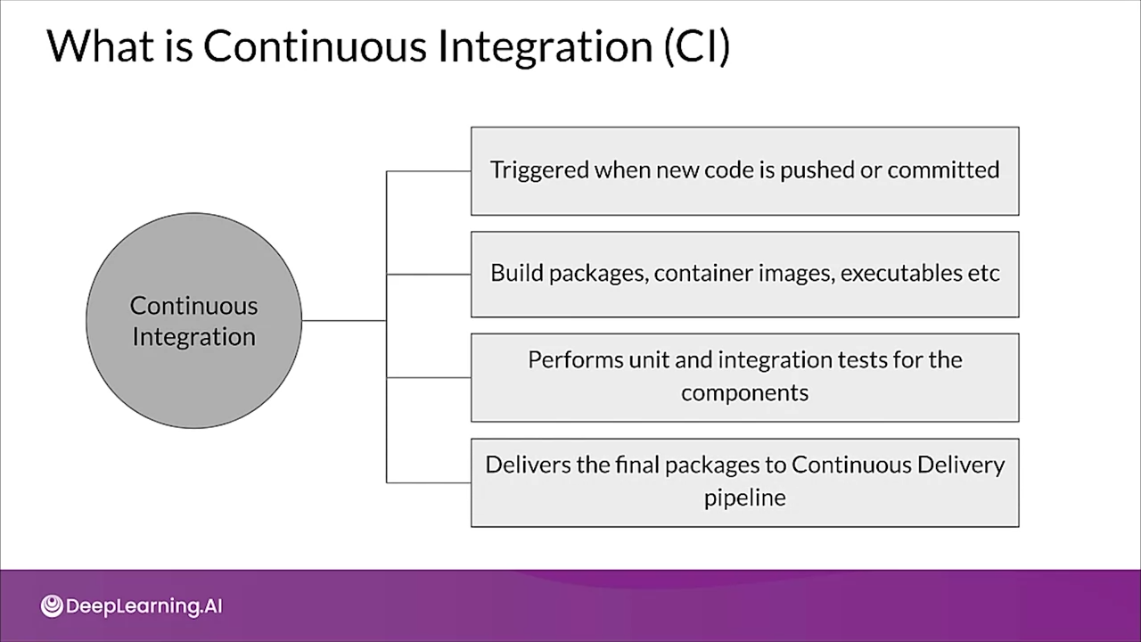 What is Continuous Integration (CI)
Continuous
Integration
Triggered when new code is pushed or committed
Build packages, container images, executables etc
Performs unit and integration tests for the
components
Delivers the final packages to Continuous Delivery
pipeline
DeepLearning.AI